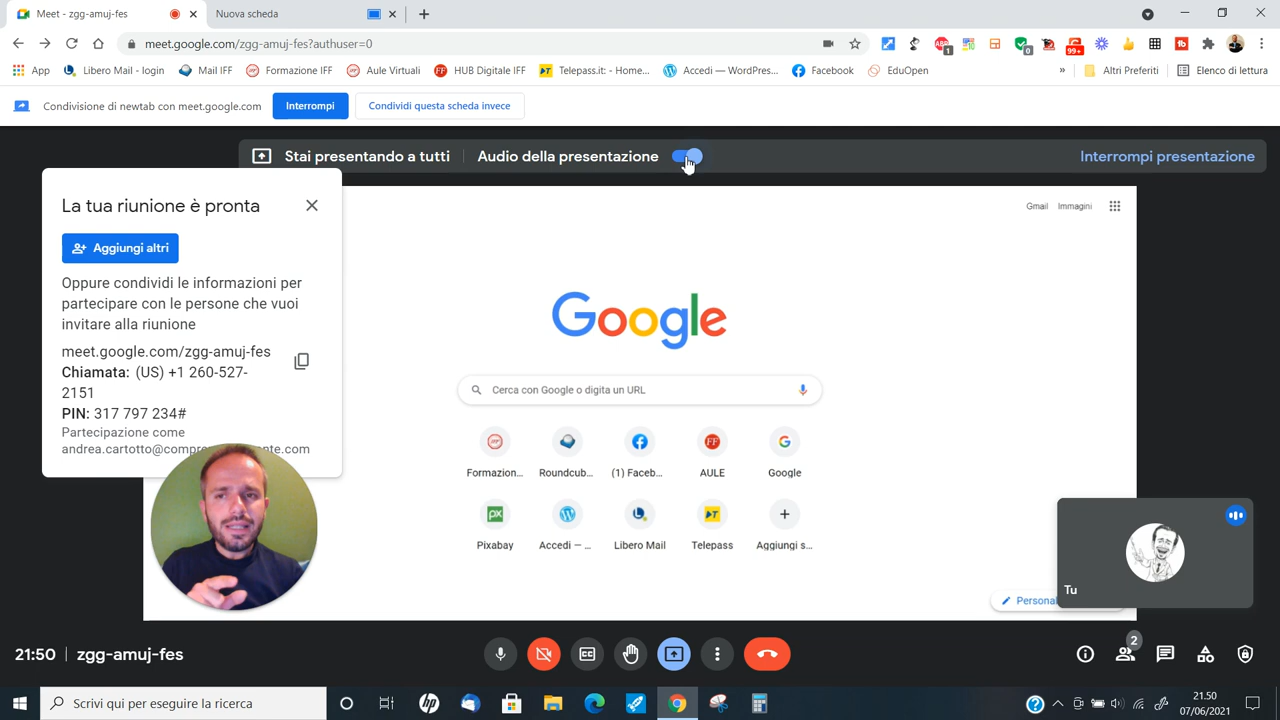 Meet - zgg-amuj-fes
Nuova scheda
meet.google.com/zgg-amuj-fes?authuser=0
ABP
1
0
99+
tb
App
Libero Mail - login
Mail IFF
Formazione IFF
Aule Virtuali
FF
HUB Digitale IFF
Telepass.it: - Home...
Accedi — WordPres...
Facebook
EduOpen
»
Altri Preferiti
Elenco di lettura
Condivisione di newtab con meet.google.com
Interrompi
Condividi questa scheda invece
Stai presentando a tutti
Audio della presentazione
Interrompi presentazione
La tua riunione è pronta
Aggiungi altri
Oppure condividi le informazioni per
partecipare con le persone che vuoi
invitare alla riunione
meet.google.com/zgg-amuj-fes
Chiamata: (US) +1 260-527-
2151
PIN: 317 797 234#
Partecipazione come
Gmail Immagini
Google
Cerca con Google o digita un URL
Formazion...
Roundcub...
(1) Faceb...
AULE
Google
Pixabay
Accedi — ...
Libero Mail
Telepass
Aggiungi s...
Tu
21:50 | zgg-amuj-fes
2
Scrivi qui per eseguire la ricerca
21.50
07/06/2021